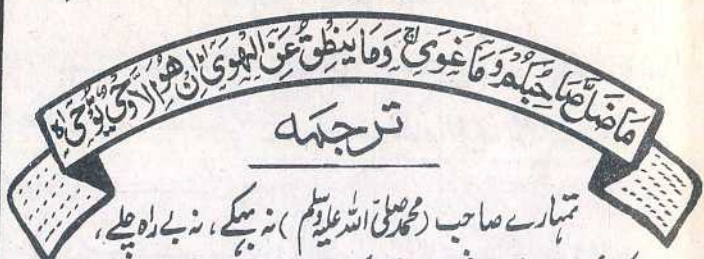 مَا ضَلَّ صَاحِبُكُمْ وَمَا غَوٰى ۚ وَمَا يَنْطِقُ عَنِ الْهَوٰى ۚ اِنْ هُوَ اِلَّا وَحْيٌ يُّوْحٰى ۙ
ترجمہ
تمہارے صاحب (محمد صلی اللہ علیہ وسلم) نہ بہکے، نہ بے راہ چلے،